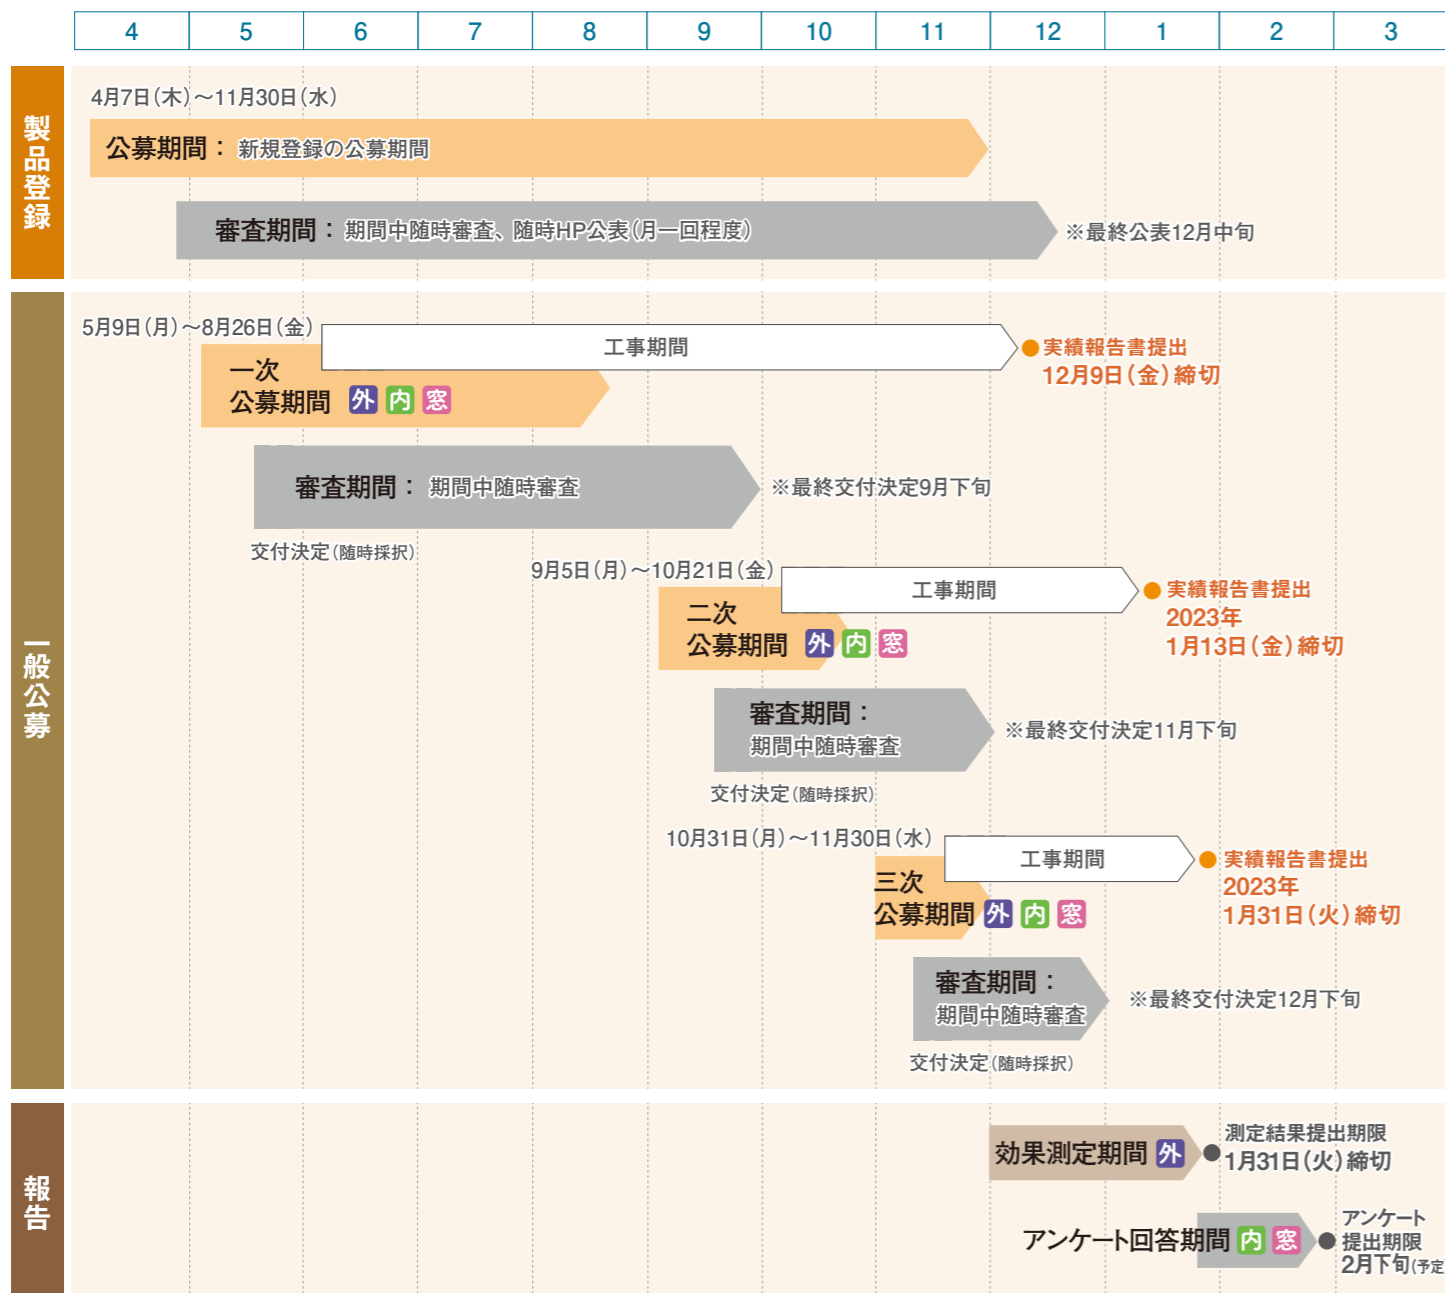 4 5 6 7 8 9 10 11 12 1 2 3
製品登録
4月7日(木)～11月30日(水)
公募期間： 新規登録の公募期間
審査期間： 期間中随時審査、随時HP公表(月一回程度)
※最終公表12月中旬
一般公募
5月9日(月)～8月26日(金)
工事期間
実績報告書提出
12月9日(金)締切
一次
公募期間 外 内 窓
審査期間： 期間中随時審査
※最終交付決定9月下旬
交付決定(随時採択)
9月5日(月)～10月21日(金)
工事期間
実績報告書提出
2023年
1月13日(金)締切
二次
公募期間 外 内 窓
審査期間：
期間中随時審査
※最終交付決定11月下旬
交付決定(随時採択)
10月31日(月)～11月30日(水)
工事期間
実績報告書提出
2023年
1月31日(火)締切
三次
公募期間 外 内 窓
審査期間：
期間中随時審査
※最終交付決定12月下旬
交付決定(随時採択)
報告
効果測定期間 外
測定結果提出期限
1月31日(火)締切
アンケート回答期間 内 窓
アンケート
提出期限
2月下旬(予定